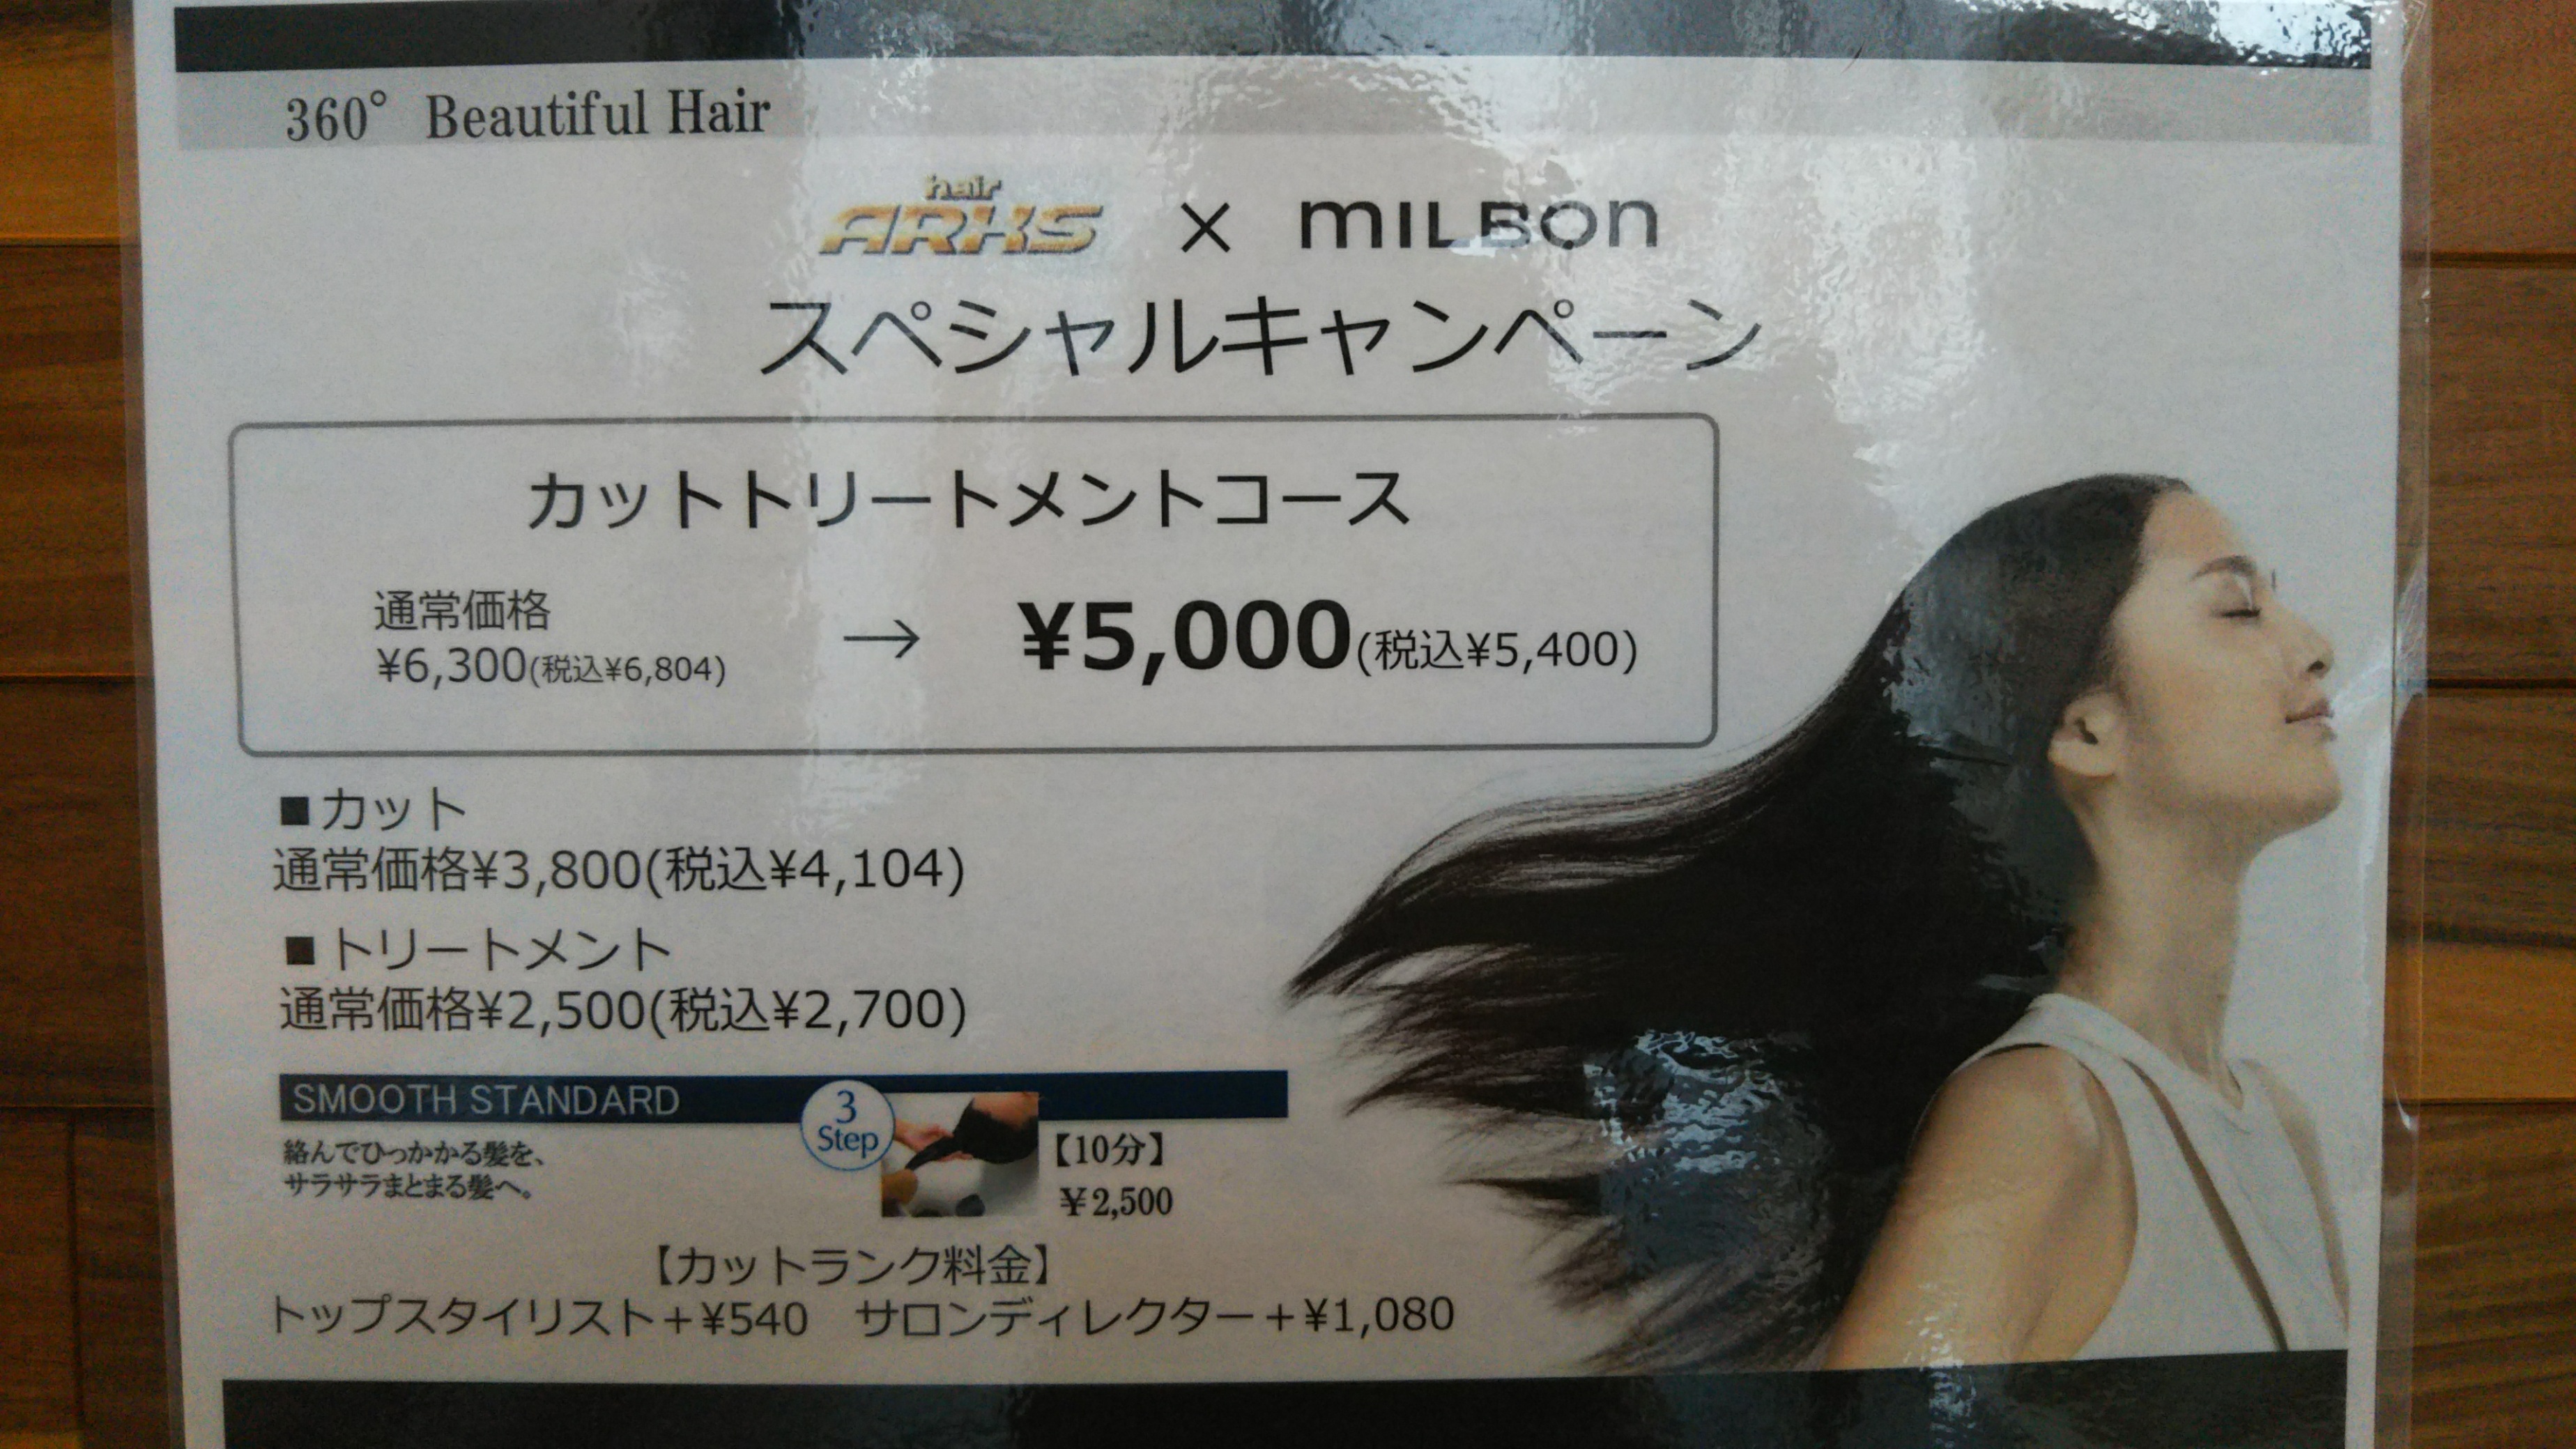 360° Beautiful Hair
hair
ARKS × MILBON
スペシャルキャンペーン
カットトリートメントコース
通常価格
¥6,300(税込¥6,804) → ¥5,000(税込¥5,400)
■カット
通常価格¥3,800(税込¥4,104)
■トリートメント
通常価格¥2,500(税込¥2,700)
SMOOTH STANDARD
3
Step
絡んでひっかかる髪を、
サラサラまとまる髪へ。
【10分】
¥2,500
【カットランク料金】
トップスタイリスト+¥540 サロンディレクター+¥1,080